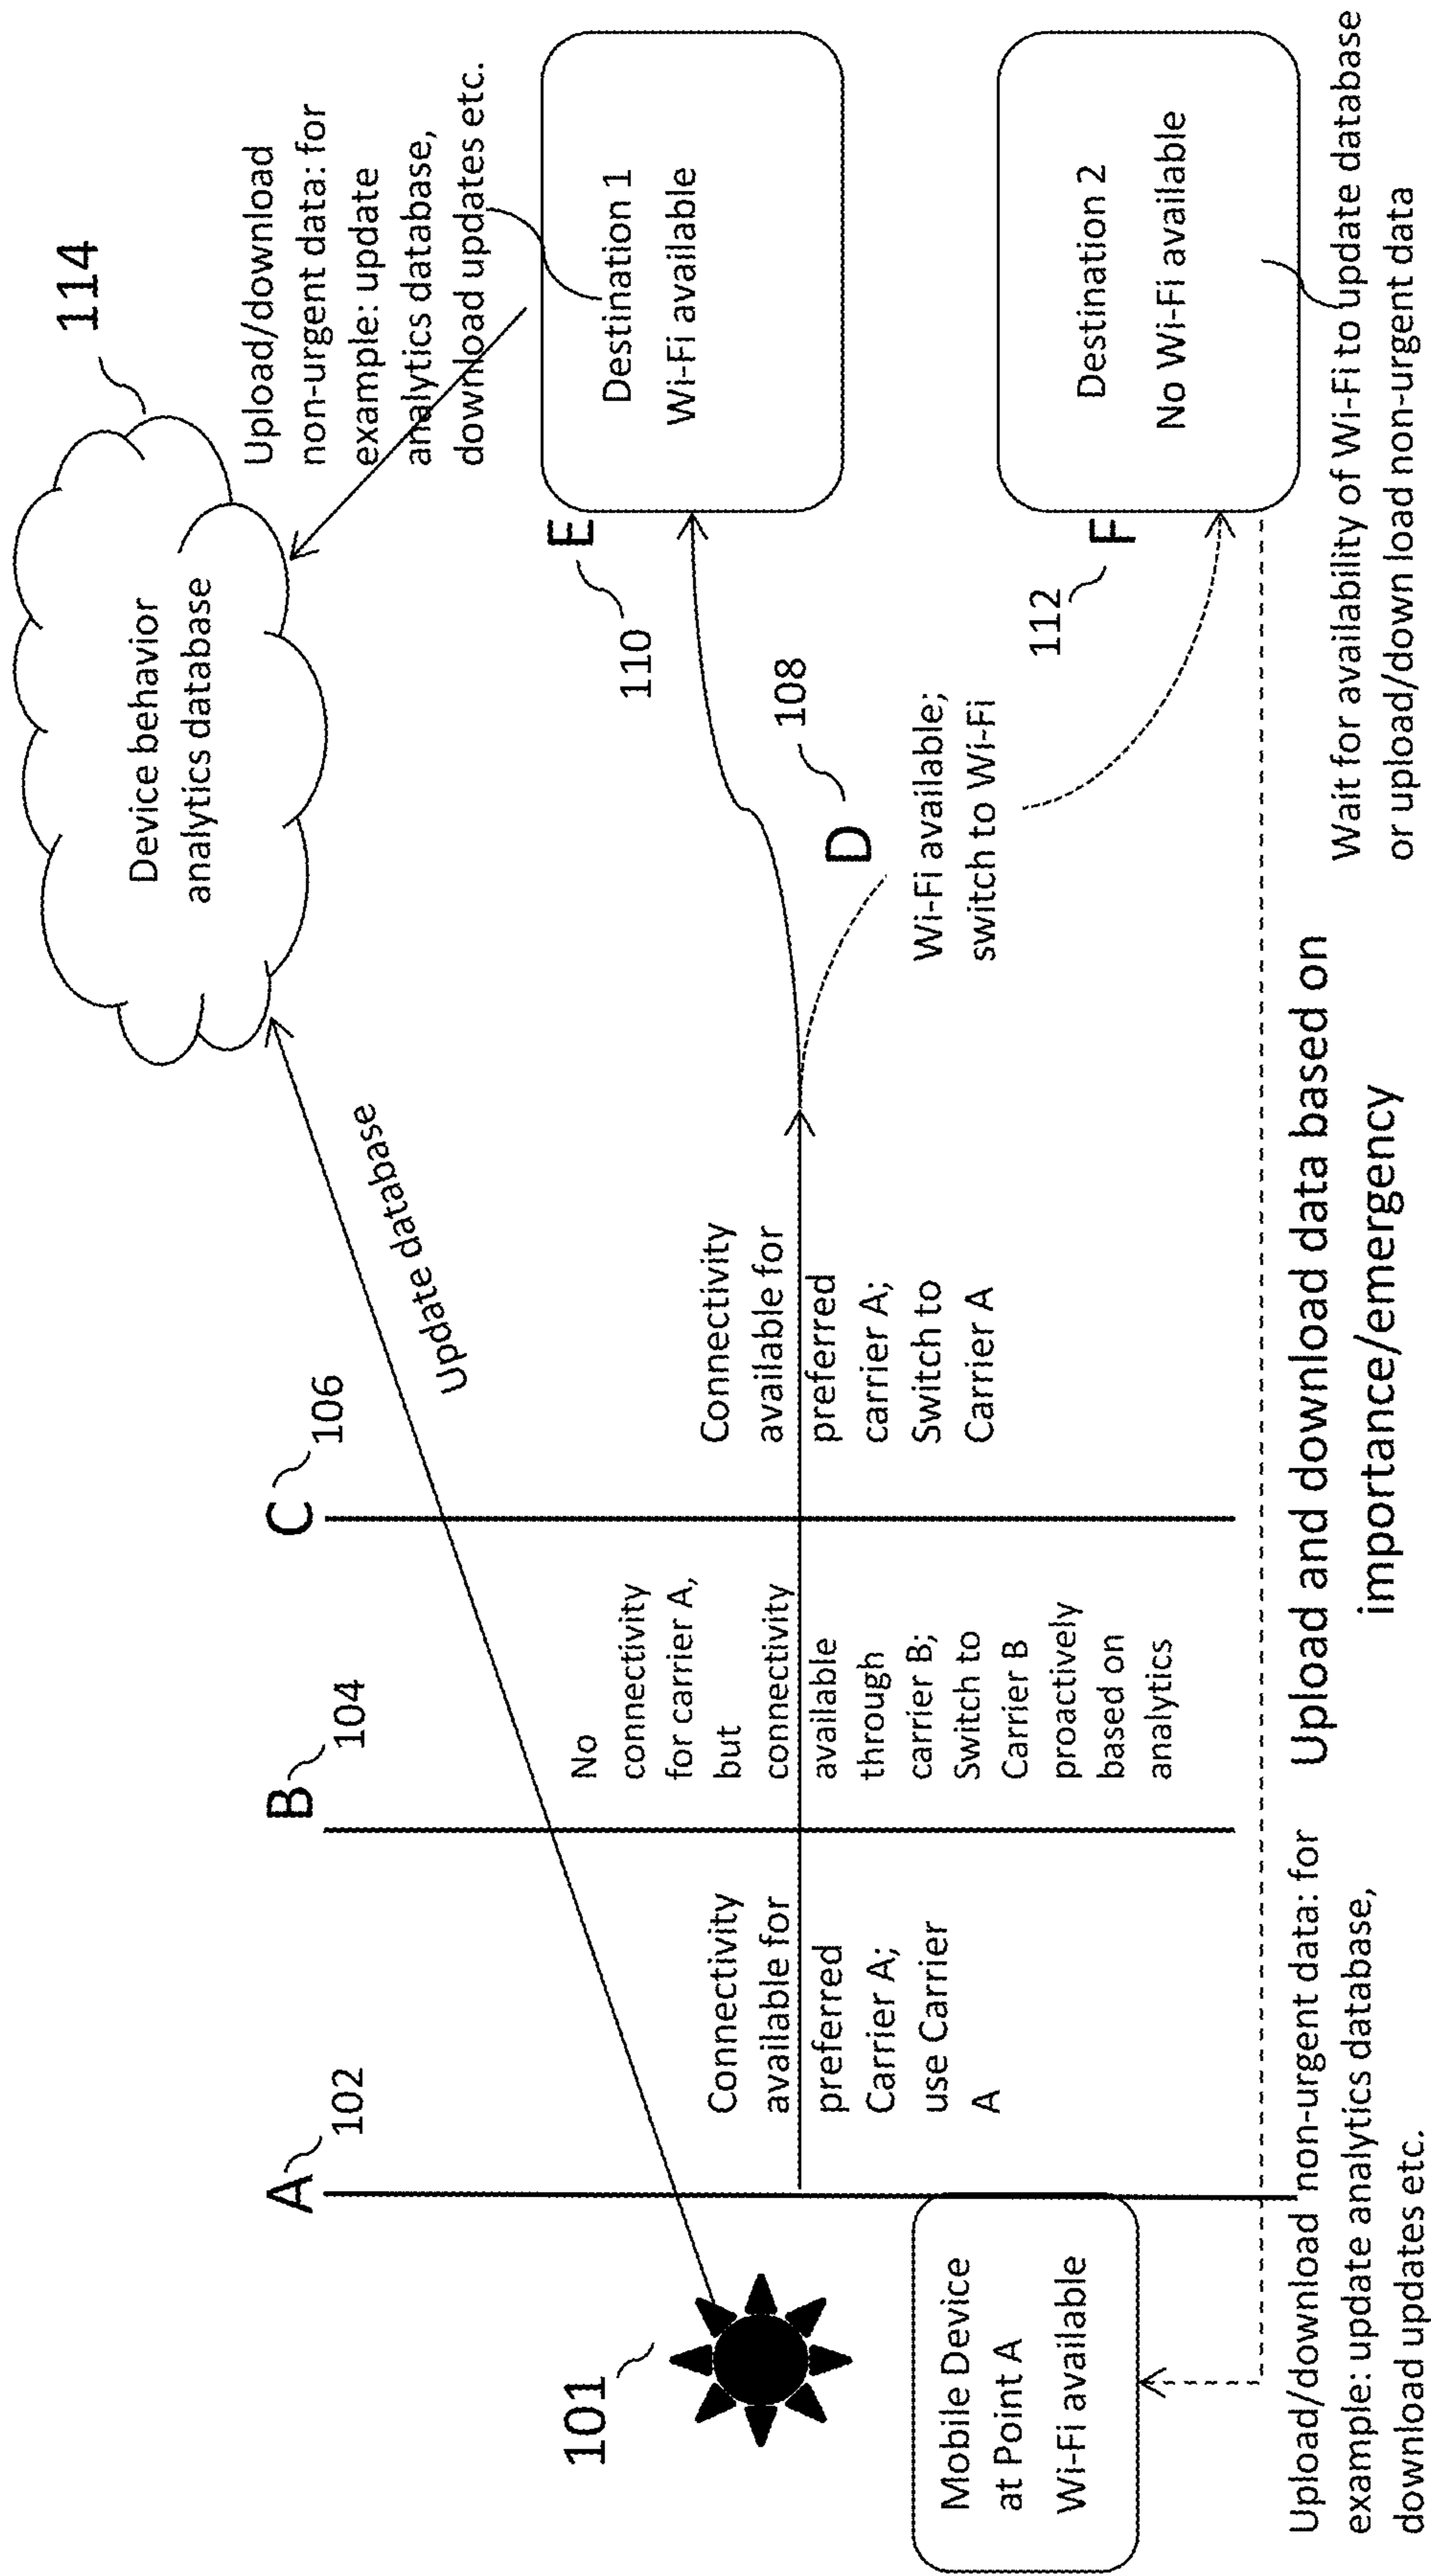 114
Device behavior
analytics database
Upload/download
non-urgent data: for
example: update
analytics database,
download updates etc.
Update database
A
102
B
104
C
106
101
Mobile Device
at Point A
Wi-Fi available
Connectivity
available for
preferred
Carrier A;
use Carrier
A
No
connectivity
for carrier A,
but
connectivity
available
through
carrier B;
Switch to
Carrier B
proactively
based on
analytics
Connectivity
available for
preferred
carrier A;
Switch to
Carrier A
D
108
Wi-Fi available;
switch to Wi-Fi
E
110
Destination 1
Wi-Fi available
F
112
Destination 2
No Wi-Fi available
Upload/download non-urgent data: for
example: update analytics database,
download updates etc.
Upload and download data based on
importance/emergency
Wait for availability of Wi-Fi to update database
or upload/down load non-urgent data